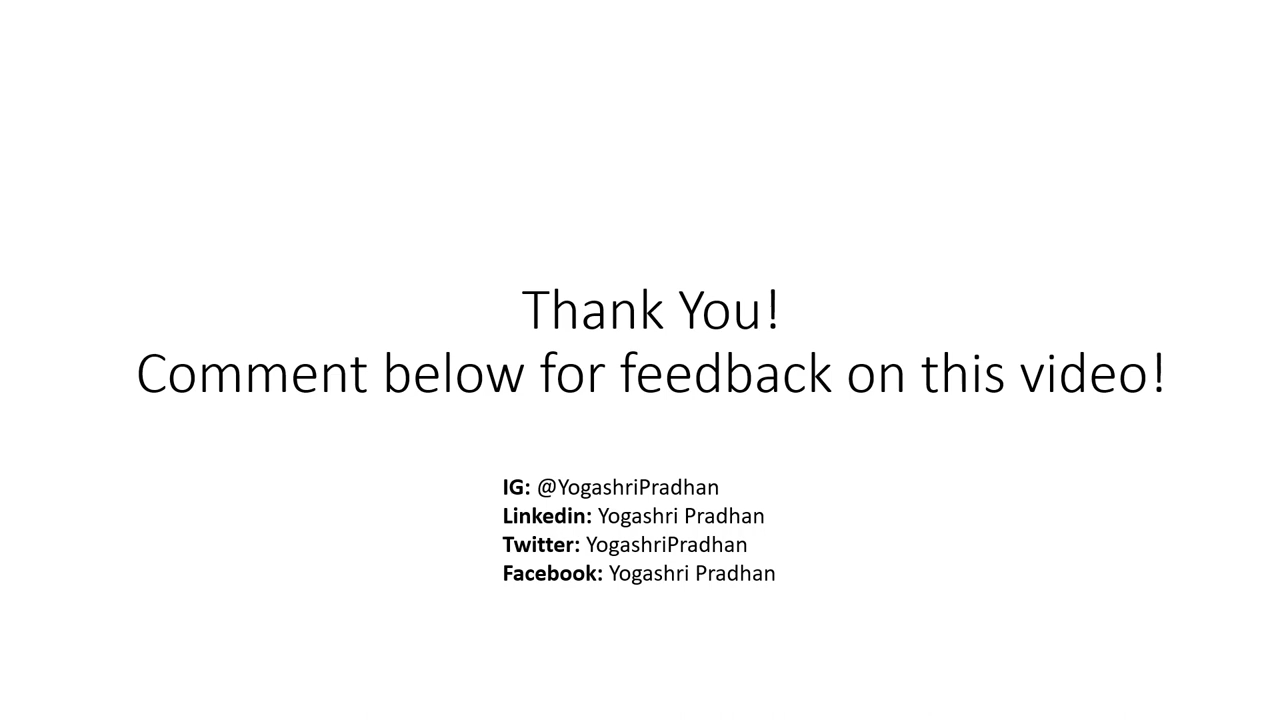 Thank You!
Comment below for feedback on this video!
IG: @YogashriPradhan
Linkedin: Yogashri Pradhan
Twitter: YogashriPradhan
Facebook: Yogashri Pradhan